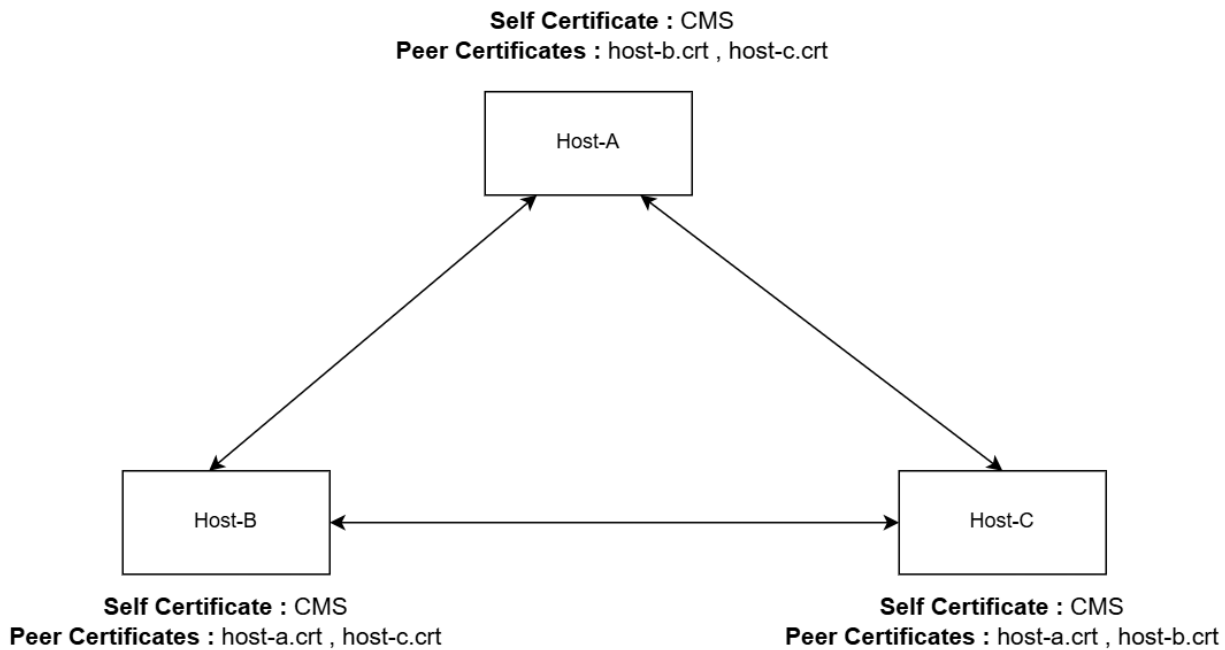 Self Certificate : CMS
Peer Certificates : host-b.crt , host-c.crt
Host-A
Host-B
Host-C
Self Certificate : CMS
Peer Certificates : host-a.crt , host-c.crt
Self Certificate : CMS
Peer Certificates : host-a.crt , host-b.crt